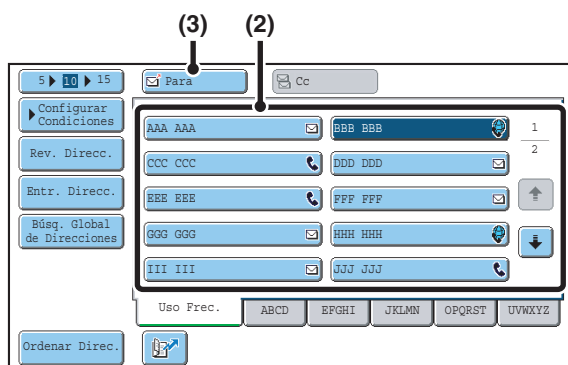 (3) (2)
5 10 15
Para
Cc
Configurar
Condiciones
AAA AAA
BBB BBB
1
2
Rev. Direcc.
CCC CCC
DDD DDD
Entr. Direcc.
EEE EEE
FFF FFF
Búsq. Global
de Direcciones
GGG GGG
HHH HHH
III III
JJJ JJJ
Uso Frec.
ABCD
EFGHI
JKLMN
OPQRST
UVWXYZ
Ordenar Direc.